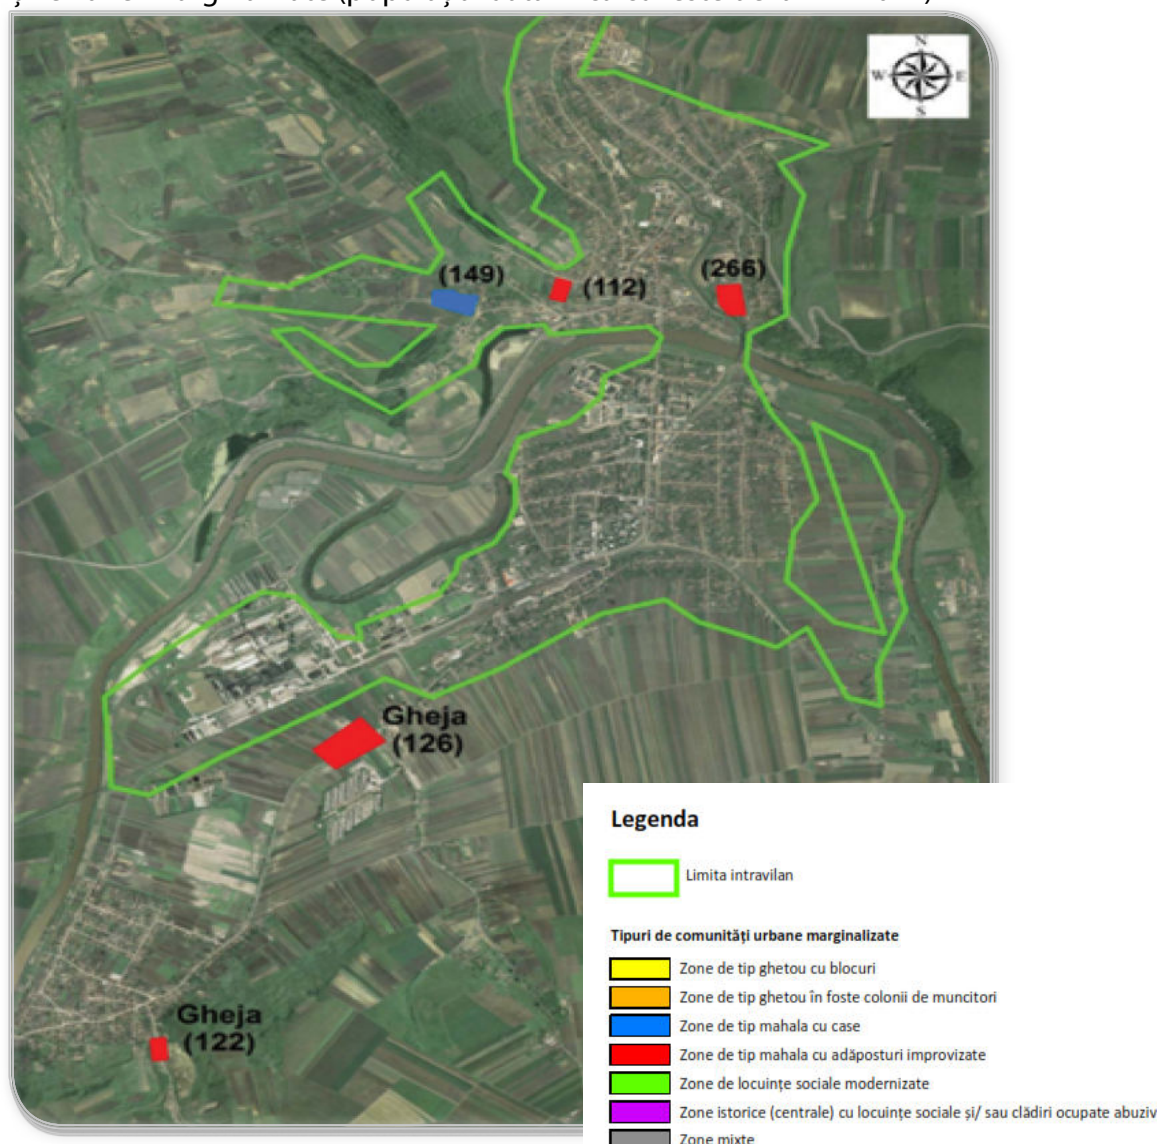 N
W E
S
(149)
(112)
(266)
Gheja
(126)
Gheja
(122)
Legenda
Limita intravilan
Tipuri de comunități urbane marginalizate
Zone de tip ghetou cu blocuri
Zone de tip ghetou în foste colonii de muncitori
Zone de tip mahala cu case
Zone de tip mahala cu adăposturi improvizate
Zone de locuințe sociale modernizate
Zone istorice (centrale) cu locuințe sociale și/ sau clădiri ocupate abuziv
Zone mixte